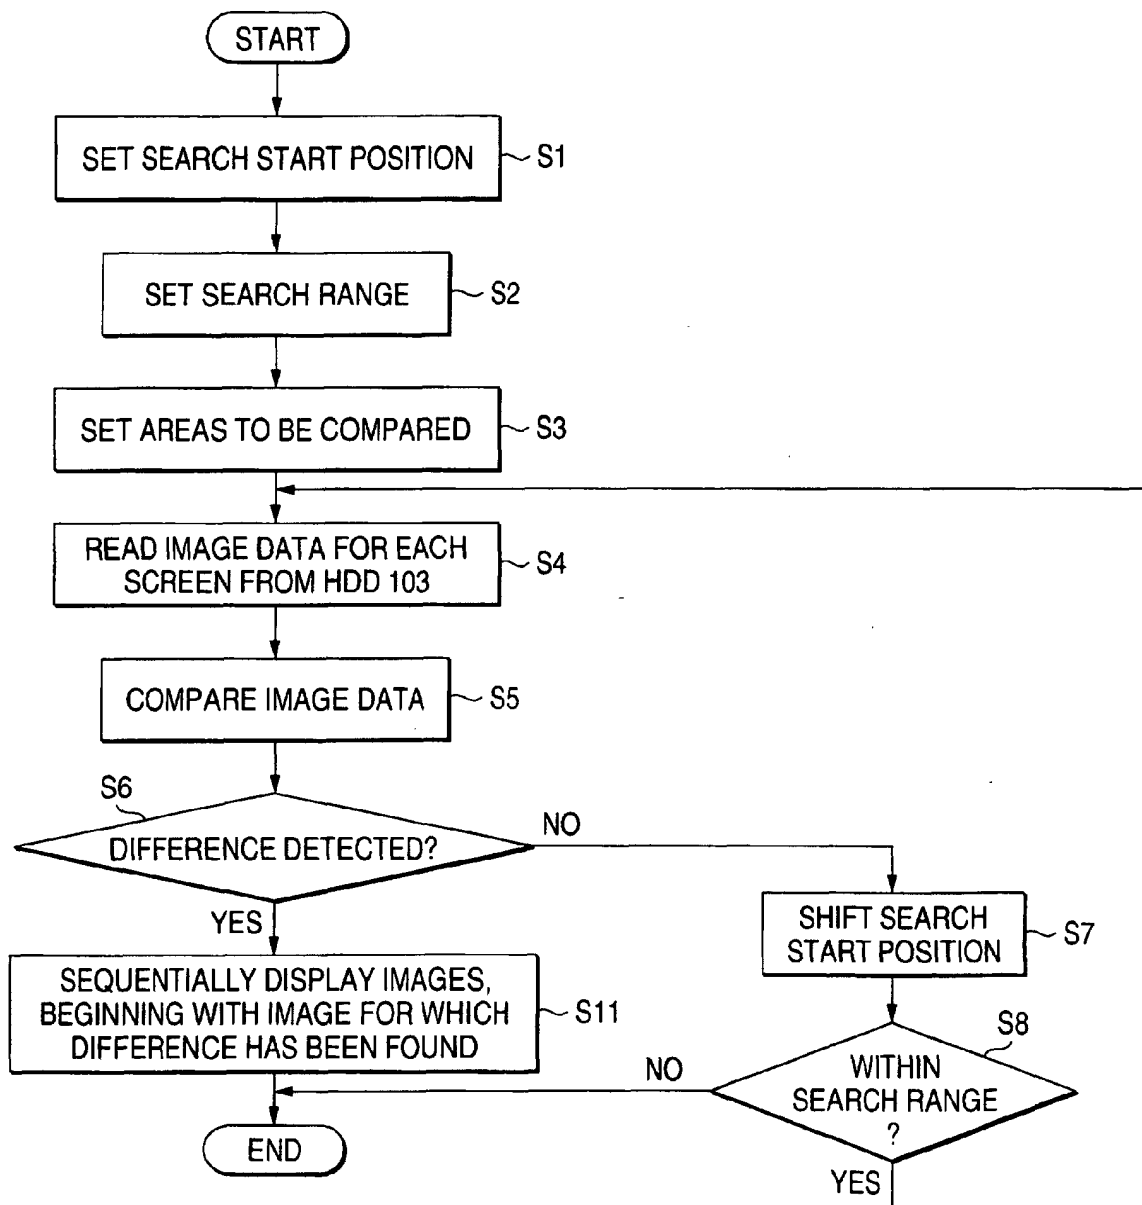 START
SET SEARCH START POSITION
S1
SET SEARCH RANGE
S2
SET AREAS TO BE COMPARED
S3
READ IMAGE DATA FOR EACH
SCREEN FROM HDD 103
S4
COMPARE IMAGE DATA
S5
S6
DIFFERENCE DETECTED?
NO
YES
SHIFT SEARCH
START POSITION
S7
SEQUENTIALLY DISPLAY IMAGES,
BEGINNING WITH IMAGE FOR WHICH
DIFFERENCE HAS BEEN FOUND
S11
S8
NO
WITHIN
SEARCH RANGE
?
END
YES